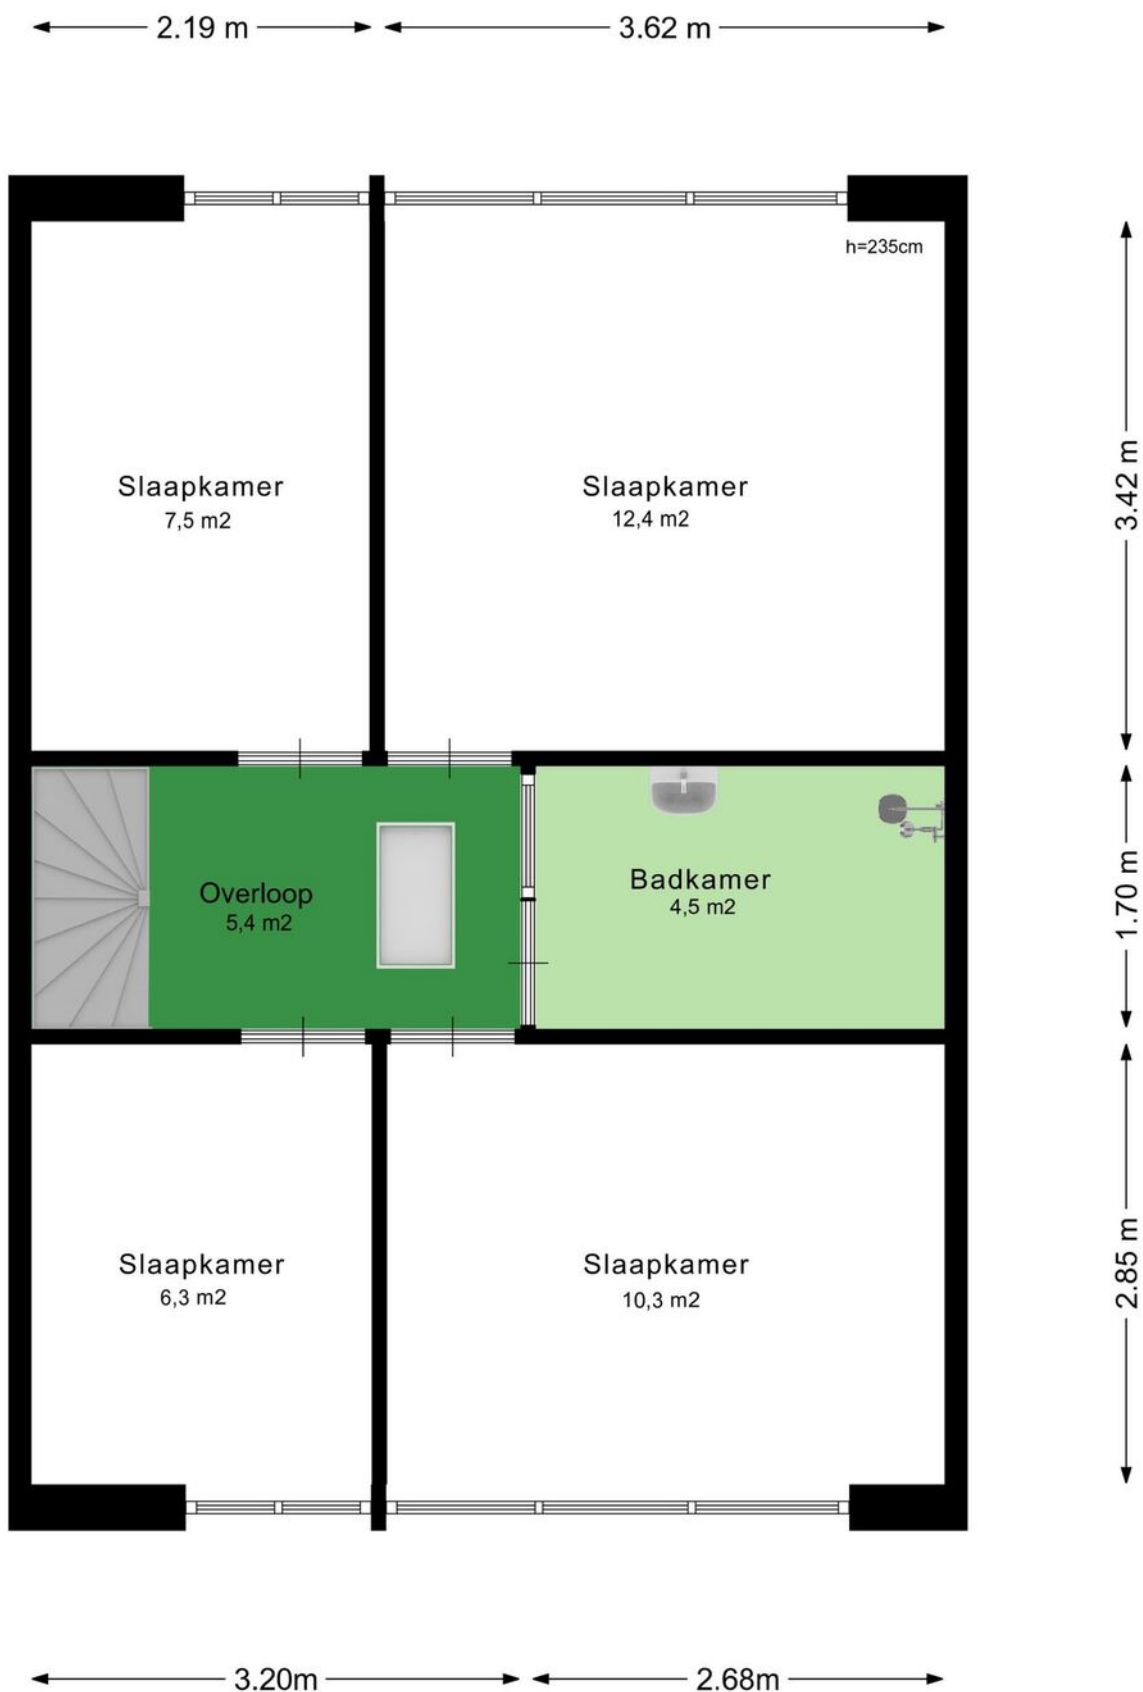 2.19 m
3.62 m
h=235cm
3.42 m
Slaapkamer
7,5 m2
Slaapkamer
12,4 m2
Overloop
5,4 m2
Badkamer
4,5 m2
1.70 m
Slaapkamer
6,3 m2
Slaapkamer
10,3 m2
2.85 m
3.20m
2.68m